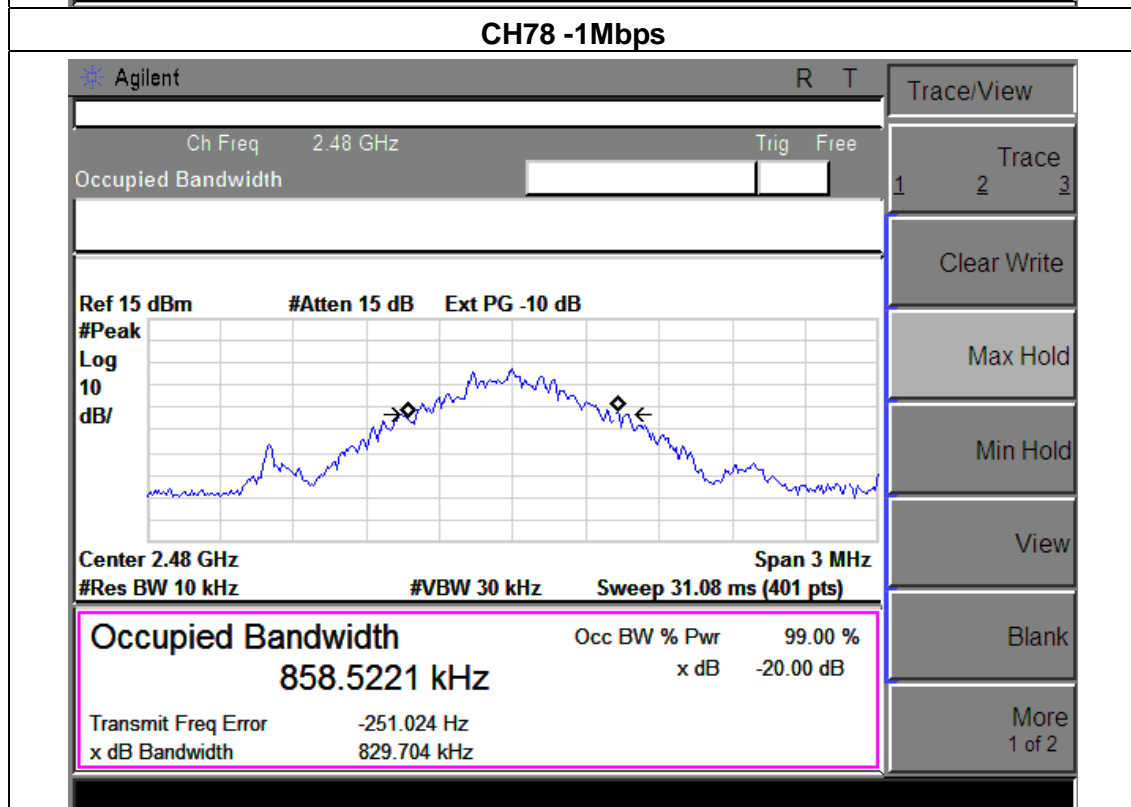 CH78 -1Mbps
Agilent R T
Ch Freq 2.48 GHz Trig Free
Occupied Bandwidth
Ref 15 dBm #Atten 15 dB Ext PG -10 dB
#Peak
Log
10
dB/
Center 2.48 GHz Span 3 MHz
#Res BW 10 kHz #VBW 30 kHz Sweep 31.08 ms (401 pts)
Occupied Bandwidth Occ BW % Pwr 99.00 %
858.5221 kHz x dB -20.00 dB
Transmit Freq Error -251.024 Hz
x dB Bandwidth 829.704 kHz
Trace/View
Trace
1 2 3
Clear Write
Max Hold
Min Hold
View
Blank
More
1 of 2